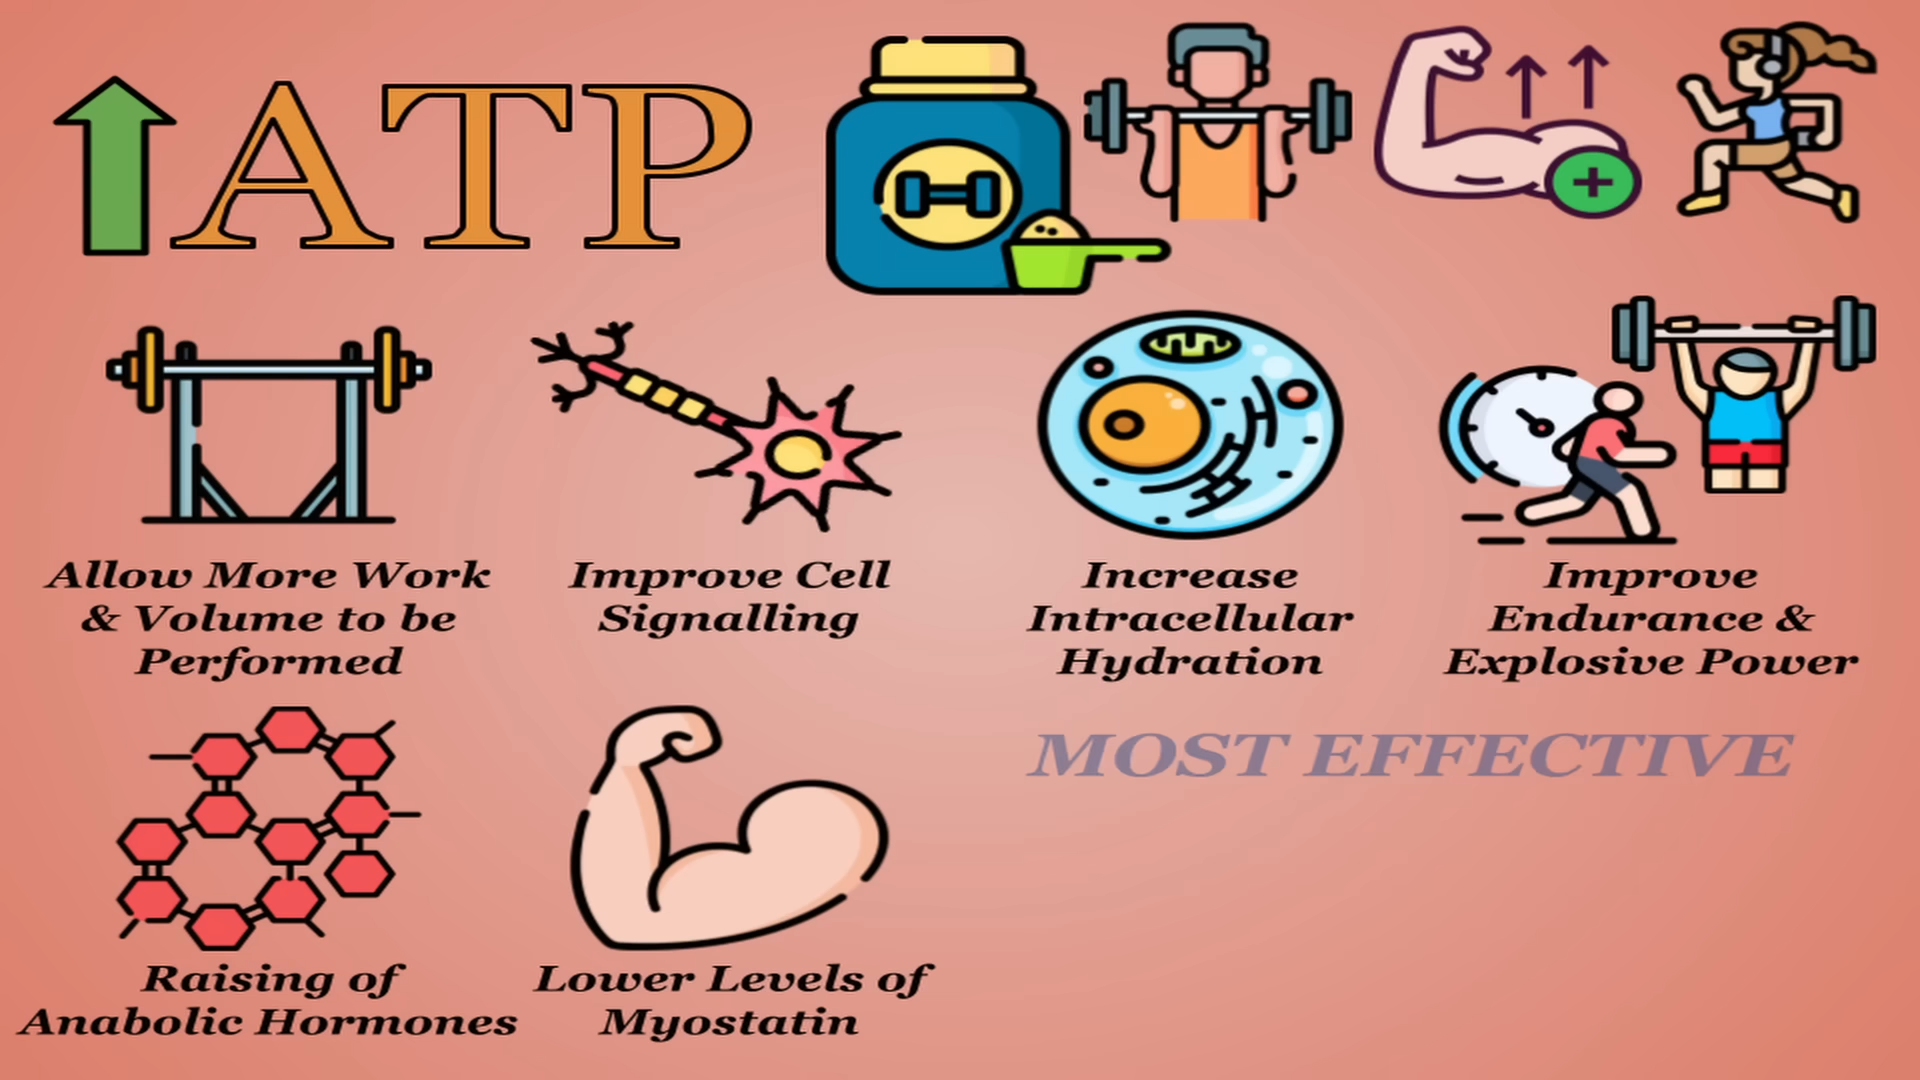 ATP
Allow More Work
& Volume to be
Performed
Improve Cell
Signalling
Increase
Intracellular
Hydration
Improve
Endurance &
Explosive Power
MOST EFFECTIVE
Raising of
Anabolic Hormones
Lower Levels of
Myostatin